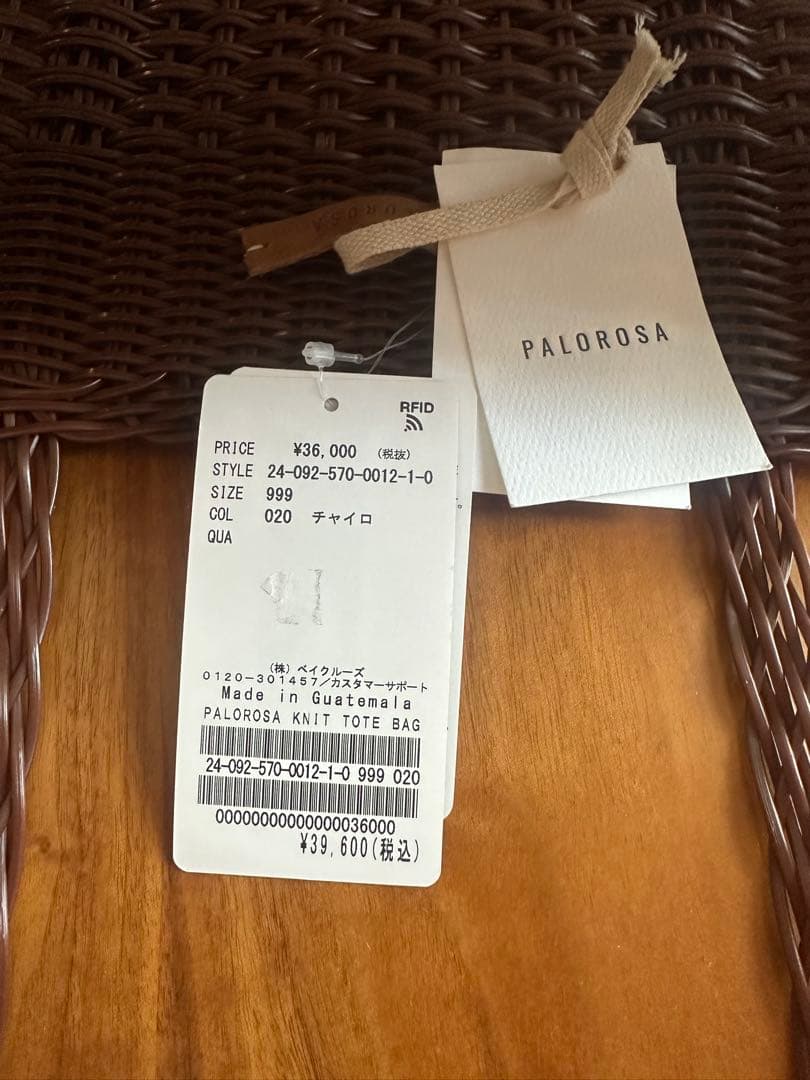 PALOROSA
RFID
PRICE ¥36,000 (税抜)
STYLE 24-092-570-0012-1-0
SIZE 999
COL 020 チャイロ
QUA
(株) ベイクルーズ
0120-301457/カスタマーサポート
Made in Guatemala
PALOROSA KNIT TOTE BAG
24-092-570-0012-1-0 999 020
00000000000000036000
¥39,600(税込)